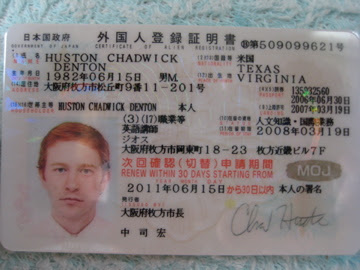 日本国政府 外国人登録証明書 第509099621号
GOVERNMENT OF JAPAN CERTIFICATE OF ALIEN REGISTRATION
HUSTON CHADWICK 米国
DENTON TEXAS
1982年06月15日 男M. VIRGINIA
大阪府枚方市松丘町9番11-201号
2006年06月30日
HUSTON CHADWICK DENTON 本人 2007年03月19日
(3)(17)職業等 人文知識・国際業務
英語講師 2008年03月19日
ジオス
大阪府枚方市岡東町18-23 枚方近鉄ビル7F
次回確認(切替)申請期間
RENEW WITHIN 30 DAYS STARTING FROM
MOJ
2011年06月15日から30日以内 本人の署名
大阪府枚方市長
中司 宏